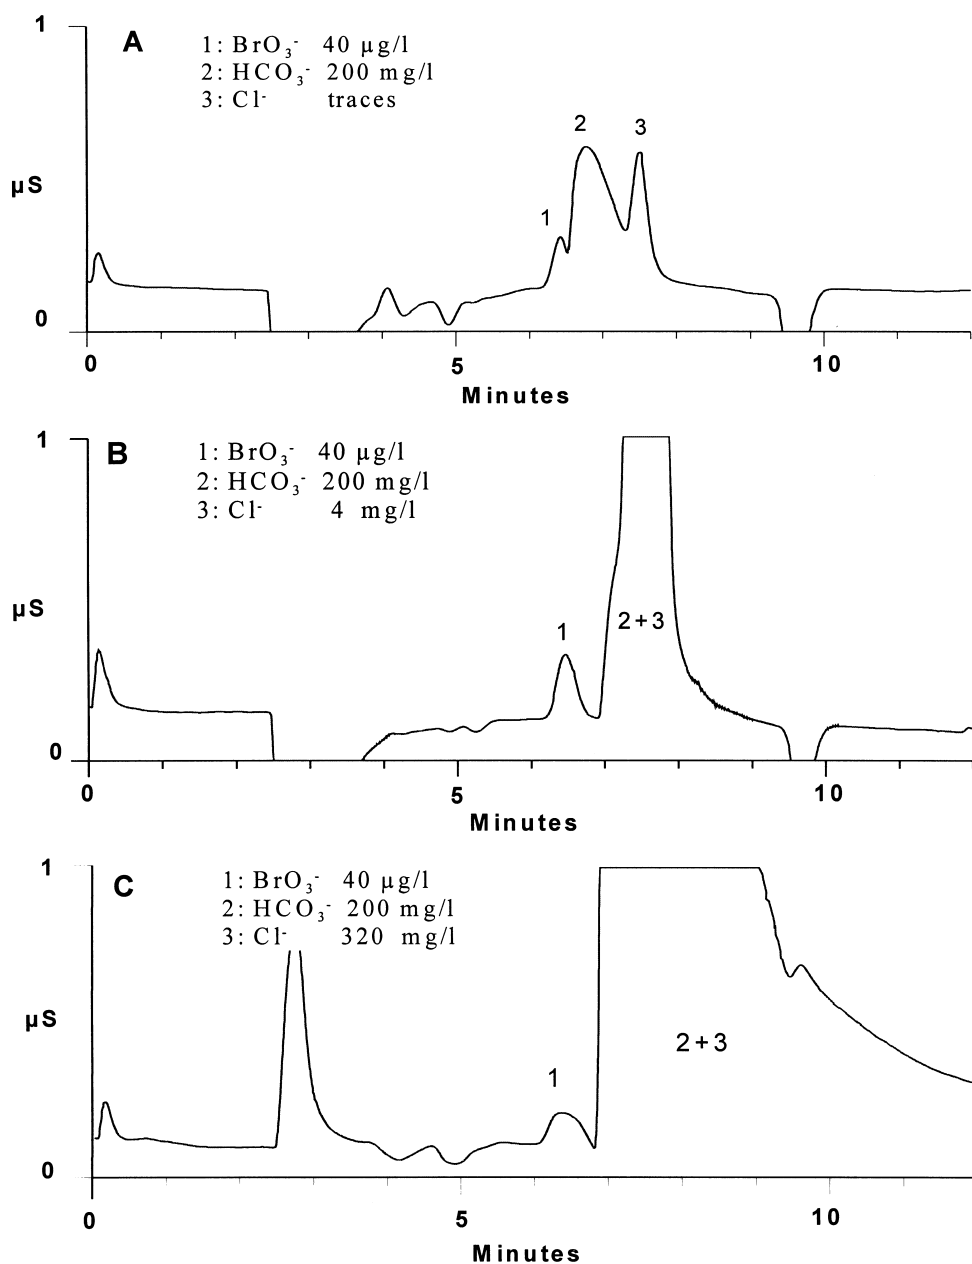 1
A
1: BrO₃⁻ 40 µg/l
2: HCO₃⁻ 200 mg/l
3: Cl⁻ traces
2
3
µS
1
0
0
5
10
Minutes
1
B
1: BrO₃⁻ 40 µg/l
2: HCO₃⁻ 200 mg/l
3: Cl⁻ 4 mg/l
µS
1
2+3
0
0
5
10
Minutes
1
C
1: BrO₃⁻ 40 µg/l
2: HCO₃⁻ 200 mg/l
3: Cl⁻ 320 mg/l
µS
2+3
1
0
0
5
10
Minutes